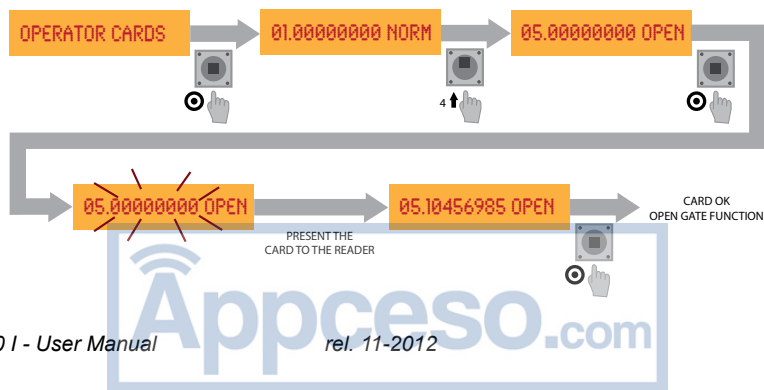 OPERATOR CARDS
01.00000000 NORM
05.00000000 OPEN
4
05.00000000 OPEN
05.10456985 OPEN
CARD OK
OPEN GATE FUNCTION
PRESENT THE
CARD TO THE READER
Appceso.com
0 I - User Manual rel. 11-2012